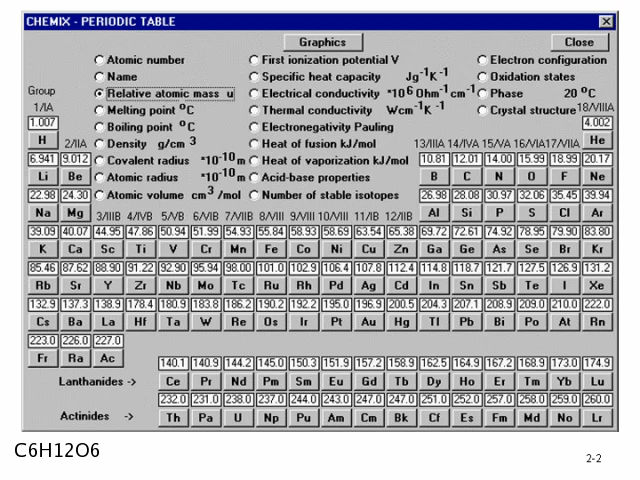 CHEMIX - PERIODIC TABLE
Graphics Close
Atomic number First ionization potential V Electron configuration
Name Specific heat capacity Jg-1K-1 Oxidation states
Relative atomic mass u Electrical conductivity *10 6 Ohm-1cm-1 Phase 20 ºC
Group Melting point ºC Thermal conductivity Wcm-1K-1 Crystal structure 18/VIIIA
1/IA Boiling point ºC Electronegativity Pauling
1.007 4.002
H 2/IIA Density g/cm 3 Heat of fusion kJ/mol 13/IIIA 14/IVA 15/VA 16/VIA 17/VIIA He
6.941 9.012 Covalent radius *10-10 m Heat of vaporization kJ/mol 10.81 12.01 14.00 15.99 18.99 20.17
Li Be Atomic radius *10-10 m Acid-base properties B C N O F Ne
22.98 24.30 Atomic volume cm3/mol Number of stable isotopes 26.98 28.08 30.97 32.06 35.45 39.94
Na Mg 3/IIIB 4/IVB 5/VB 6/VIB 7/VIIB 8/VIII 9/VIII 10/VIII 11/IB 12/IIB Al Si P S Cl Ar
39.09 40.07 44.95 47.86 50.94 51.99 54.93 55.84 58.93 58.69 63.54 65.38 69.72 72.61 74.92 78.95 79.90 83.80
K Ca Sc Ti V Cr Mn Fe Co Ni Cu Zn Ga Ge As Se Br Kr
85.46 87.62 88.90 91.22 92.90 95.94 98.00 101.0 102.9 106.4 107.8 112.4 114.8 118.7 121.7 127.5 126.9 131.2
Rb Sr Y Zr Nb Mo Tc Ru Rh Pd Ag Cd In Sn Sb Te I Xe
132.9 137.3 138.9 178.4 180.9 183.8 186.2 190.2 192.2 195.0 196.9 200.5 204.3 207.1 208.9 209.0 210.0 222.0
Cs Ba La Hf Ta W Re Os Ir Pt Au Hg Tl Pb Bi Po At Rn
223.0 226.0 227.0
Fr Ra Ac
140.1 140.9 144.2 145.0 150.3 151.9 157.2 158.9 162.5 164.9 167.2 168.9 173.0 174.9
Lanthanides -> Ce Pr Nd Pm Sm Eu Gd Tb Dy Ho Er Tm Yb Lu
232.0 231.0 238.0 237.0 244.0 243.0 247.0 247.0 251.0 252.0 257.0 258.0 259.0 260.0
Actinides -> Th Pa U Np Pu Am Cm Bk Cf Es Fm Md No Lr
C6H12O6
2-2